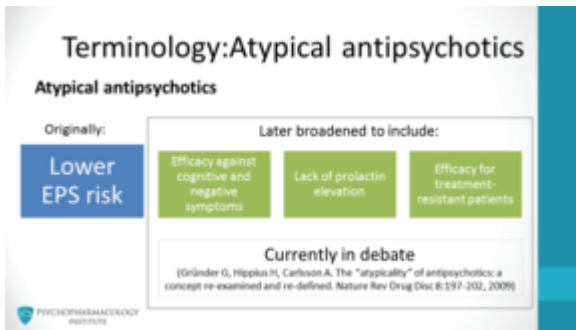 Terminology:Atypical antipsychotics
Atypical antipsychotics
Originally:
Lower
EPS risk
Later broadened to include:
Efficacy against
cognitive and
negative
symptoms
Lack of prolactin
elevation
Efficacy for
treatment-
resistant patients
Currently in debate
(Gründer G, Hippius H, Carlsson A. The "atypicality" of antipsychotics: a
concept re-examined and re-defined. Nature Rev Drug Disc 8:197-202, 2009)
PSYCHOPHARMACOLOGY
INSTITUTE